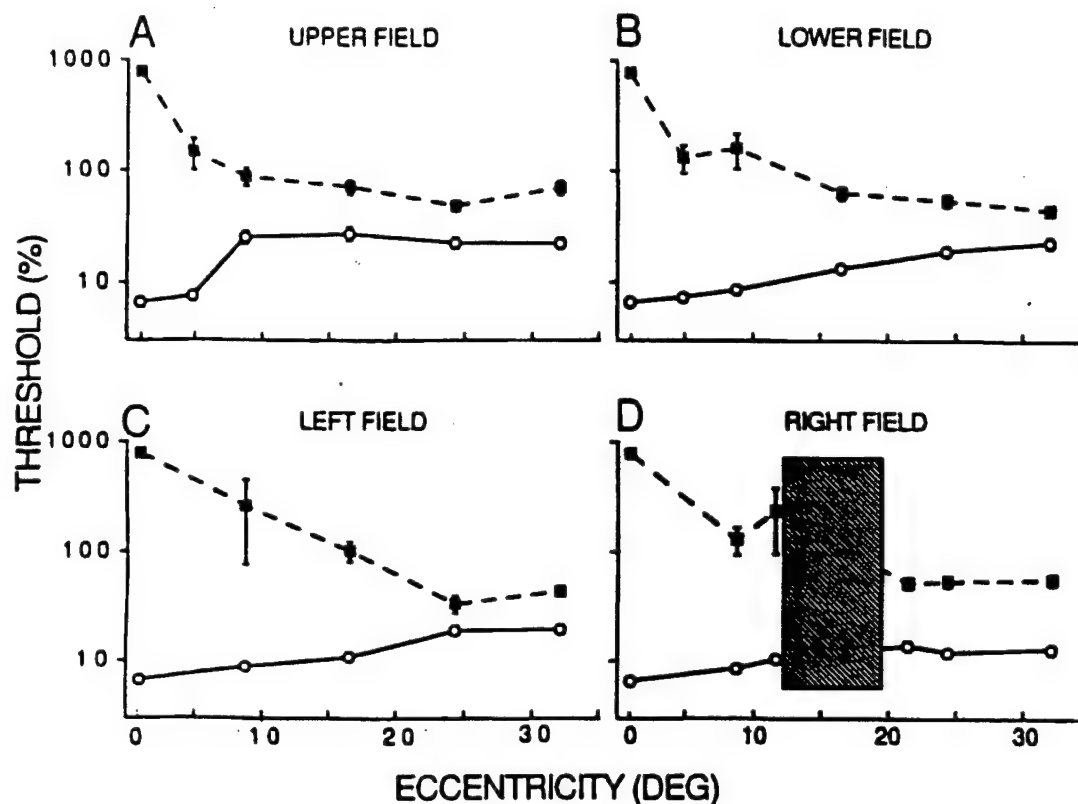 A UPPER FIELD
B LOWER FIELD
1000
100
10
THRESHOLD (%)
C LEFT FIELD
D RIGHT FIELD
1000
100
10
0 10 20 30
0 10 20 30
ECCENTRICITY (DEG)